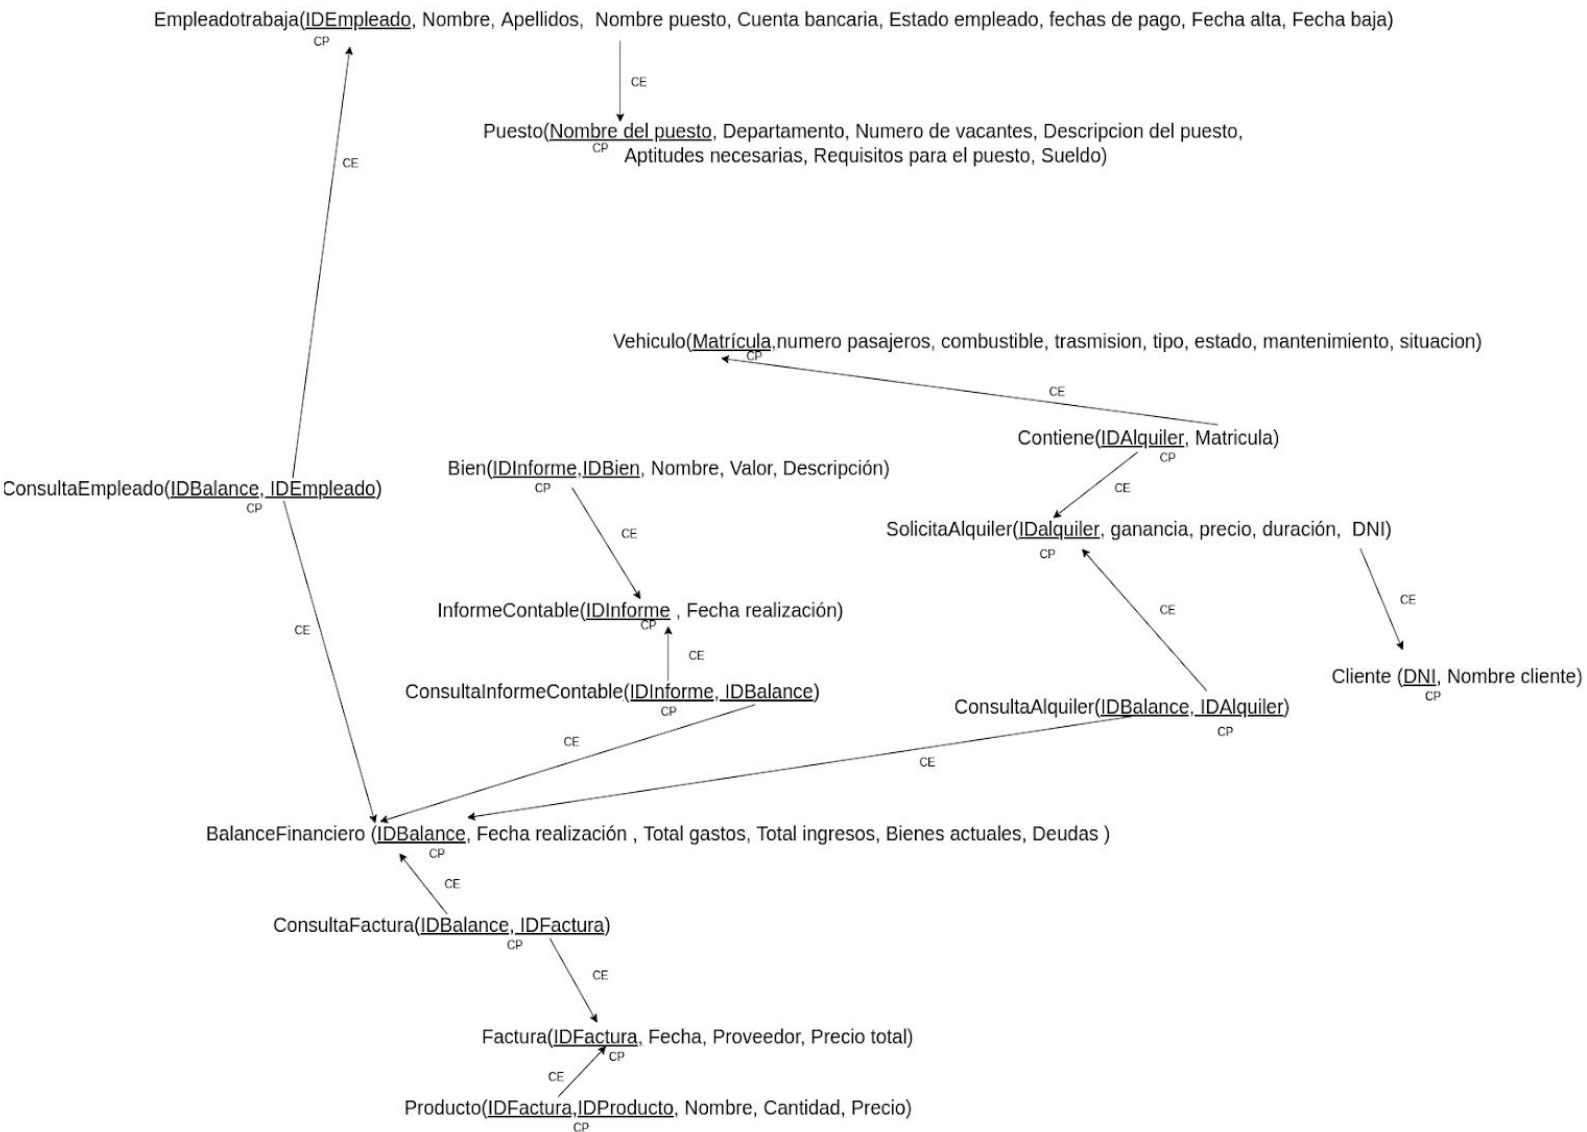 Empleadotrabaja(IDEmpleado, Nombre, Apellidos, Nombre puesto, Cuenta bancaria, Estado empleado, fechas de pago, Fecha alta, Fecha baja)
CP
CE
Puesto(Nombre del puesto, Departamento, Numero de vacantes, Descripcion del puesto,
CP
Aptitudes necesarias, Requisitos para el puesto, Sueldo)
CE
Vehiculo(Matrícula,numero pasajeros, combustible, trasmision, tipo, estado, mantenimiento, situacion)
CP
CE
Contiene(IDAlquiler, Matricula)
CP
Bien(IDInforme,IDBien, Nombre, Valor, Descripción)
CP
ConsultaEmpleado(IDBalance, IDEmpleado)
CP
CE
SolicitaAlquiler(IDalquiler, ganancia, precio, duración, DNI)
CP
CE
CE
InformeContable(IDInforme , Fecha realización)
CP
CE
CE
CE
Cliente (DNI, Nombre cliente)
CP
ConsultaInformeContable(IDInforme, IDBalance)
CP
ConsultaAlquiler(IDBalance, IDAlquiler)
CP
CE
CE
BalanceFinanciero (IDBalance, Fecha realización , Total gastos, Total ingresos, Bienes actuales, Deudas )
CP
CE
ConsultaFactura(IDBalance, IDFactura)
CP
CE
Factura(IDFactura, Fecha, Proveedor, Precio total)
CP
CE
Producto(IDFactura,IDProducto, Nombre, Cantidad, Precio)
CP